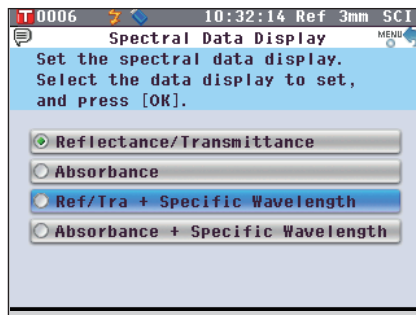 T0006 10:32:14 Ref 3mm SCI
Spectral Data Display MENU
Set the spectral data display.
Select the data display to set,
and press [OK].
Reflectance/Transmittance
Absorbance
Ref/Tra + Specific Wavelength
Absorbance + Specific Wavelength